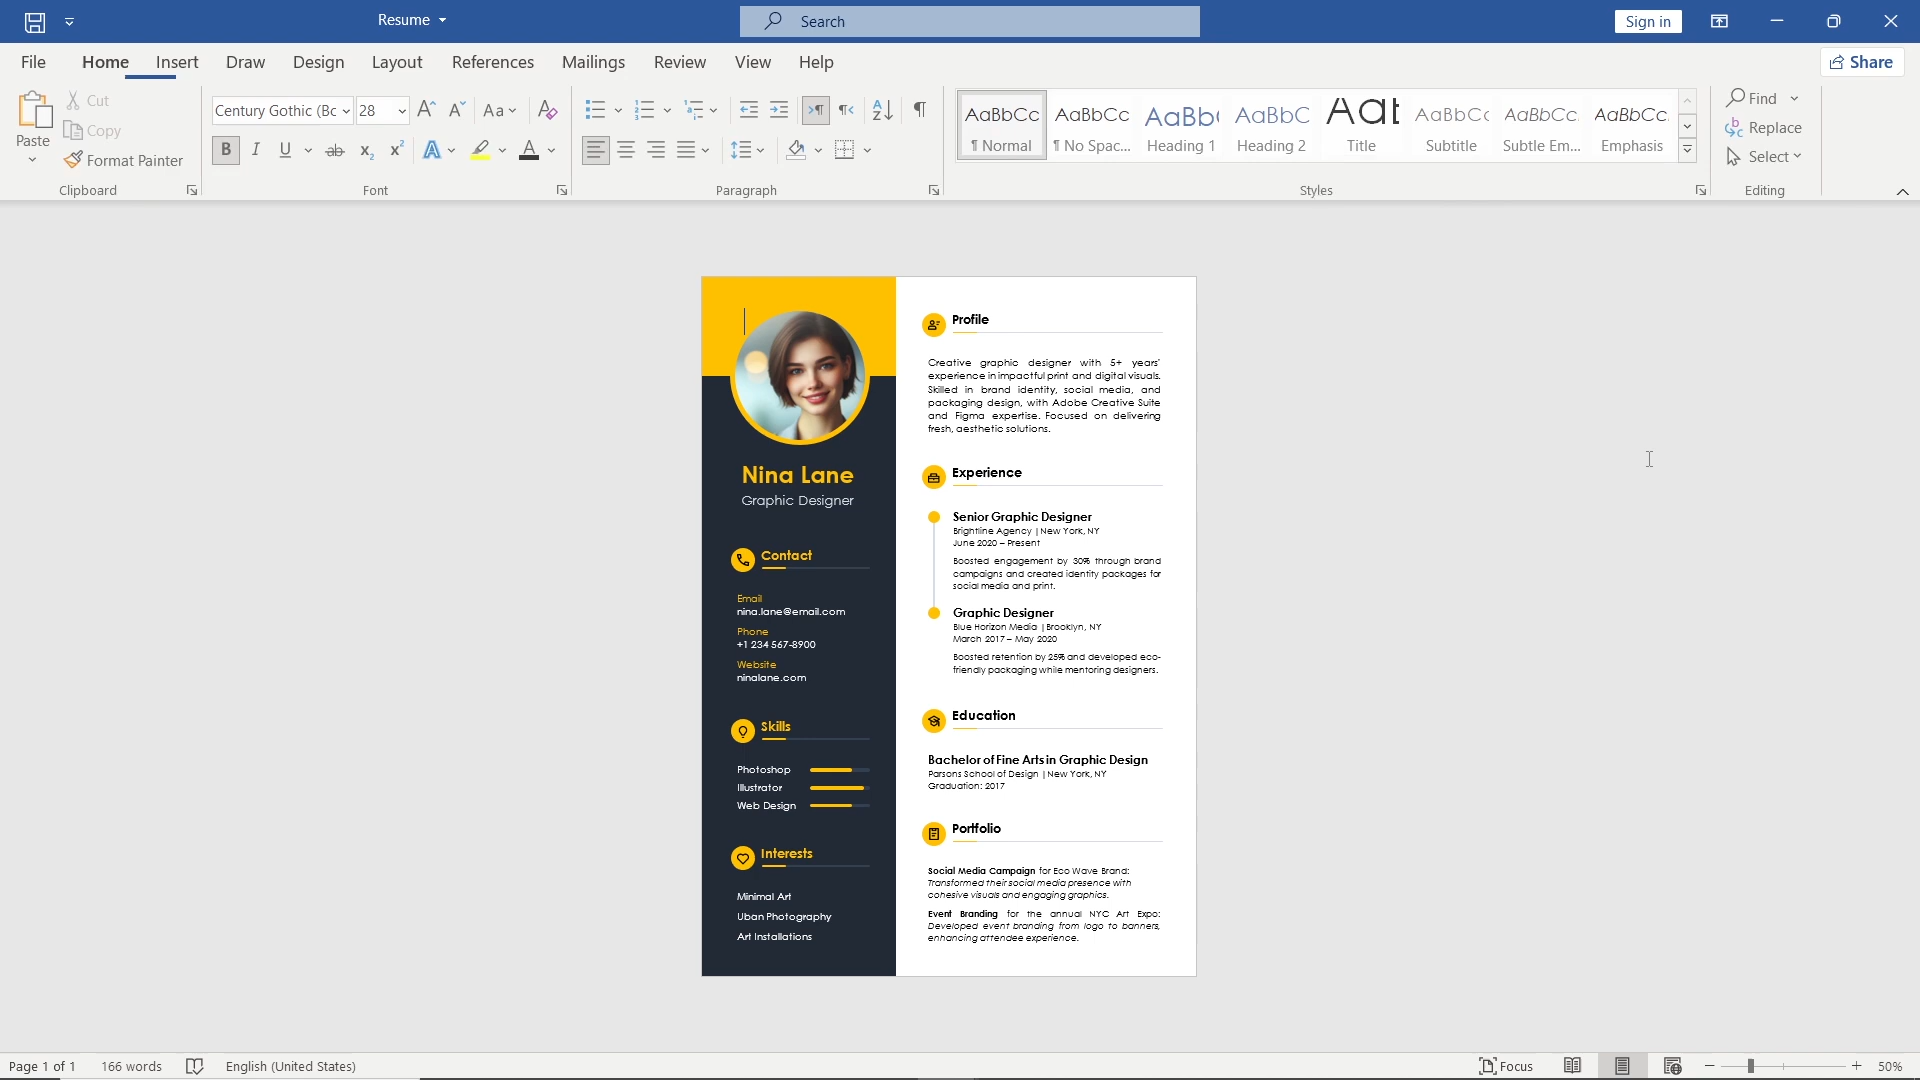 Resume
Search
Sign in
File Home Insert Draw Design Layout References Mailings Review View Help
Share
Paste
Cut
Copy
Format Painter
Clipboard
Century Gothic (Bc
28
Font
Paragraph
AaBbCc
¶ Normal
AaBbCc
¶ No Spac...
AaBb(
Heading 1
AaBbC
Heading 2
Aat
Title
AaBbCc
Subtitle
AaBbCc.
Subtle Em...
AaBbCc.
Emphasis
Styles
Find
Replace
Select
Editing
Nina Lane
Graphic Designer
Contact
Email
nina.lane@email.com
Phone
+1 234 567-8900
Website
ninalane.com
Skills
Photoshop
Illustrator
Web Design
Interests
Minimal Art
Uban Photography
Art Installations
Profile
Creative graphic designer with 5+ years'
experience in impactful print and digital visuals.
Skilled in brand identity, social media, and
packaging design, with Adobe Creative Suite
and Figma expertise. Focused on delivering
fresh, aesthetic solutions.
Experience
Senior Graphic Designer
Brightline Agency | New York, NY
June 2020 – Present
Boosted engagement by 30% through brand
campaigns and created identity packages for
social media and print.
Graphic Designer
Blue Horizon Media | Brooklyn, NY
March 2017 – May 2020
Boosted retention by 25% and developed eco-
friendly packaging while mentoring designers.
Education
Bachelor of Fine Arts in Graphic Design
Parsons School of Design | New York, NY
Graduation: 2017
Portfolio
Social Media Campaign for Eco Wave Brand:
Transformed their social media presence with
cohesive visuals and engaging graphics.
Event Branding for the annual NYC Art Expo:
Developed event branding from logo to banners,
enhancing attendee experience.
Page 1 of 1 166 words English (United States)
Focus
50%